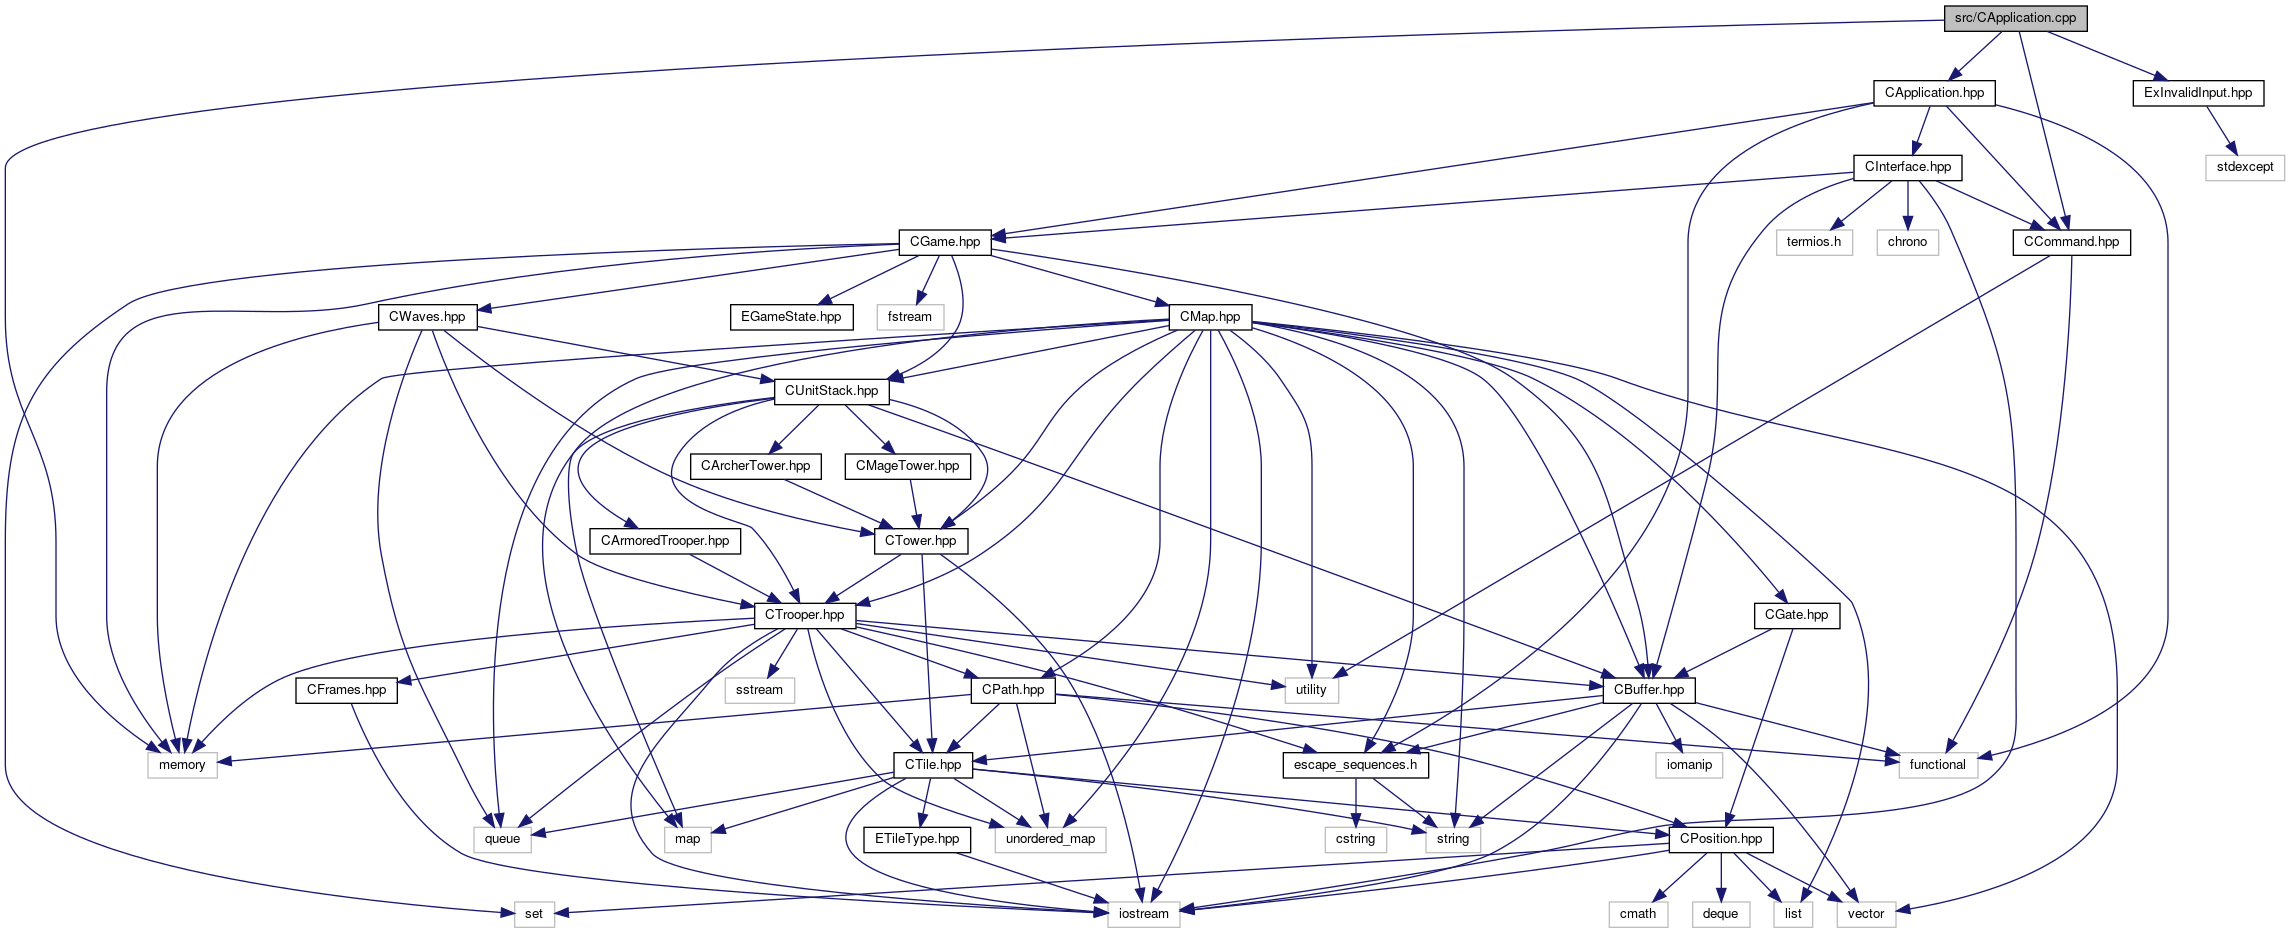 src/CApplication.cpp
CApplication.hpp
ExInvalidInput.hpp
CInterface.hpp
stdexcept
CGame.hpp
termios.h
chrono
CCommand.hpp
CWaves.hpp
EGameState.hpp
fstream
CMap.hpp
CUnitStack.hpp
CArcherTower.hpp
CMageTower.hpp
CArmoredTrooper.hpp
CTower.hpp
CTrooper.hpp
CGate.hpp
CFrames.hpp
sstream
CPath.hpp
utility
CBuffer.hpp
memory
CTile.hpp
escape_sequences.h
iomanip
functional
queue
map
ETileType.hpp
unordered_map
cstring
string
CPosition.hpp
set
iostream
cmath
deque
list
vector